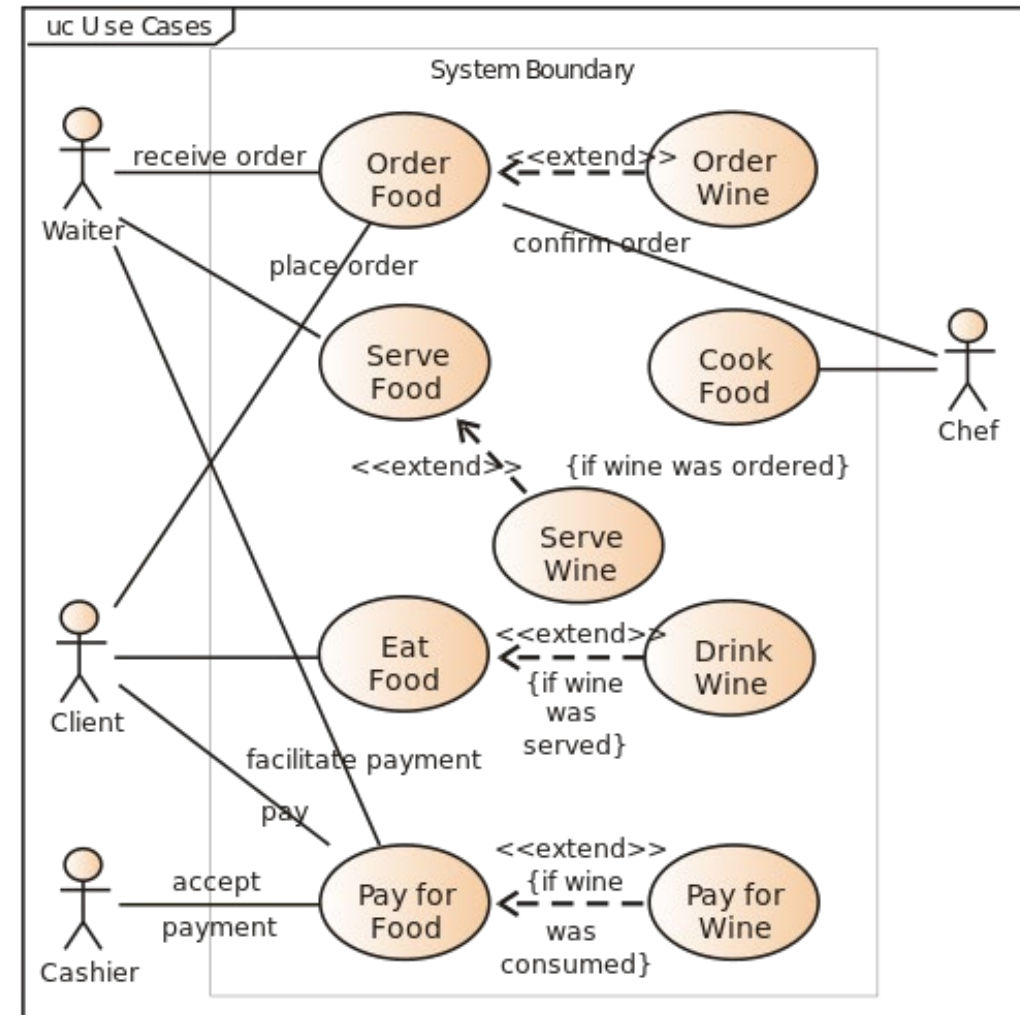 uc Use Cases
System Boundary
receive order
Order
Food
<<extend>>
Order
Wine
Waiter
confirm order
place order
Serve
Food
Cook
Food
Chef
<<extend>>
{if wine was ordered}
Serve
Wine
Eat
Food
<<extend>>
Drink
Wine
{if wine
was
served}
Client
facilitate payment
pay
accept
payment
Pay for
Food
<<extend>>
{if wine
was
consumed}
Pay for
Wine
Cashier